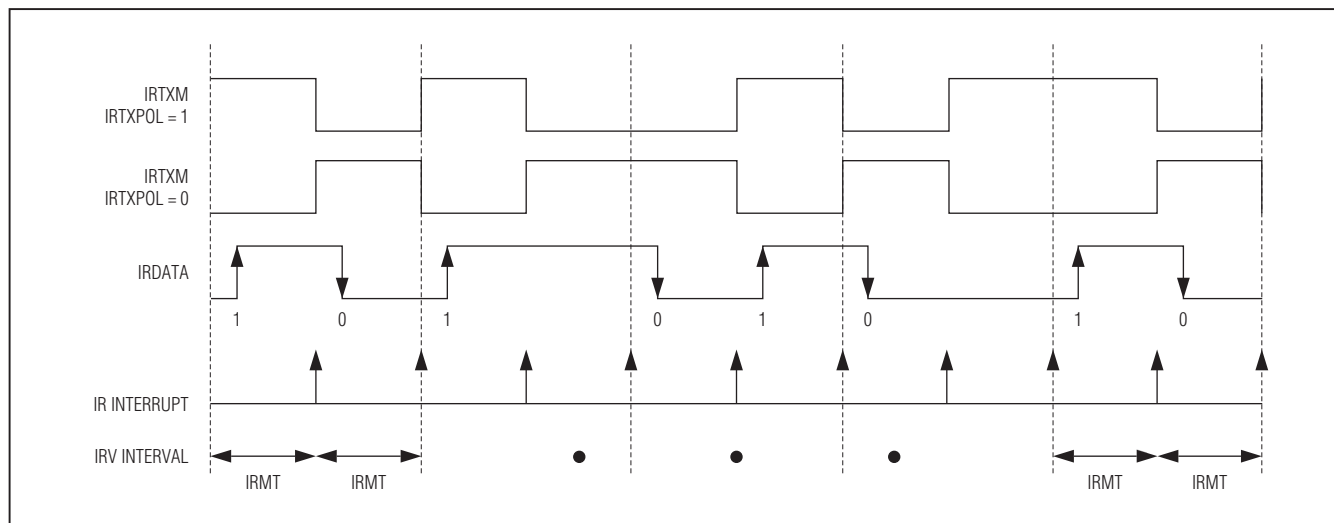 IRTXM
IRTXPOL = 1
IRTXM
IRTXPOL = 0
IRDATA
1 0 1 0 1 0 1 0
IR INTERRUPT
IRV INTERVAL
IRMT IRMT IRMT IRMT